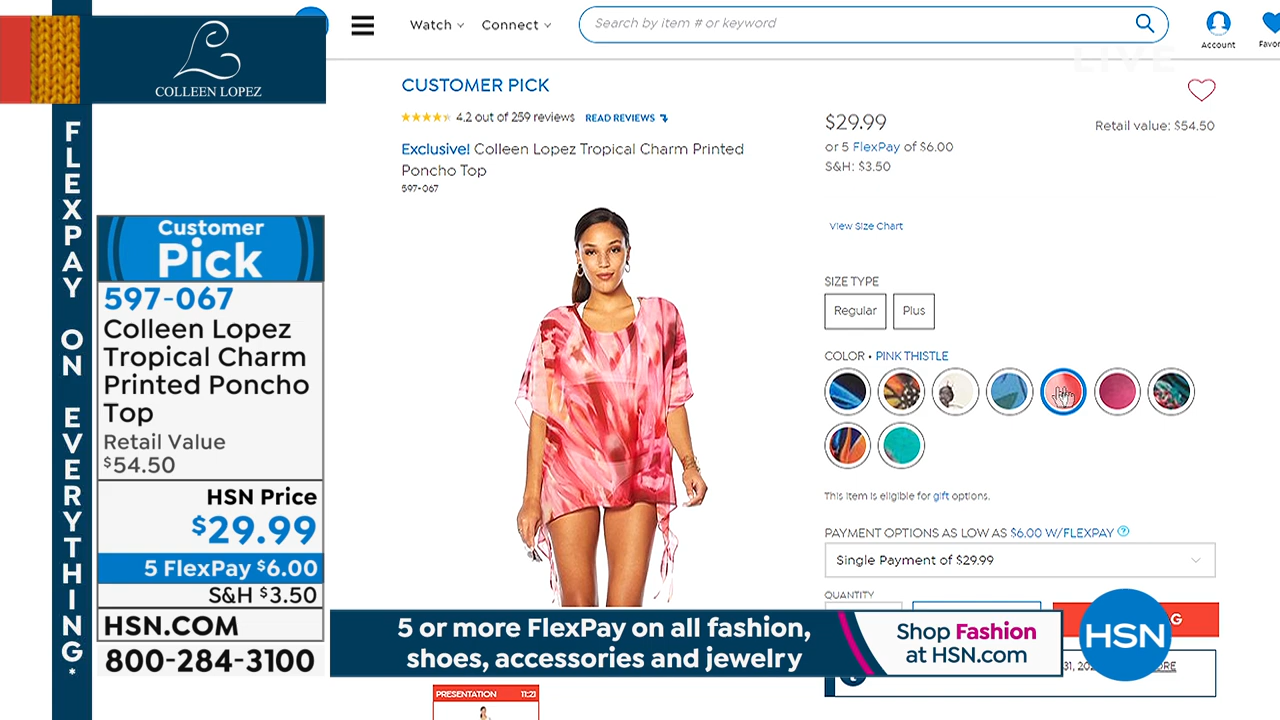 COLLEEN LOPEZ
FLEXPAY ON EVERYTHING*
Customer
Pick
597-067
Colleen Lopez
Tropical Charm
Printed Poncho
Top
Retail Value
$54.50
HSN Price
$29.99
5 FlexPay $6.00
S&H $3.50
HSN.COM
800-284-3100
Watch
Connect
Search by item # or keyword
Account
LIVE
CUSTOMER PICK
4.2 out of 259 reviews READ REVIEWS
Exclusive! Colleen Lopez Tropical Charm Printed
Poncho Top
597-067
$29.99
Retail value: $54.50
or 5 FlexPay of $6.00
S&H: $3.50
View Size Chart
SIZE TYPE
Regular Plus
COLOR • PINK THISTLE
This item is eligible for gift options.
PAYMENT OPTIONS AS LOW AS $6.00 W/FLEXPAY ?
Single Payment of $29.99
QUANTITY
5 or more FlexPay on all fashion,
shoes, accessories and jewelry
Shop Fashion
at HSN.com
HSN
PRESENTATION 11:21